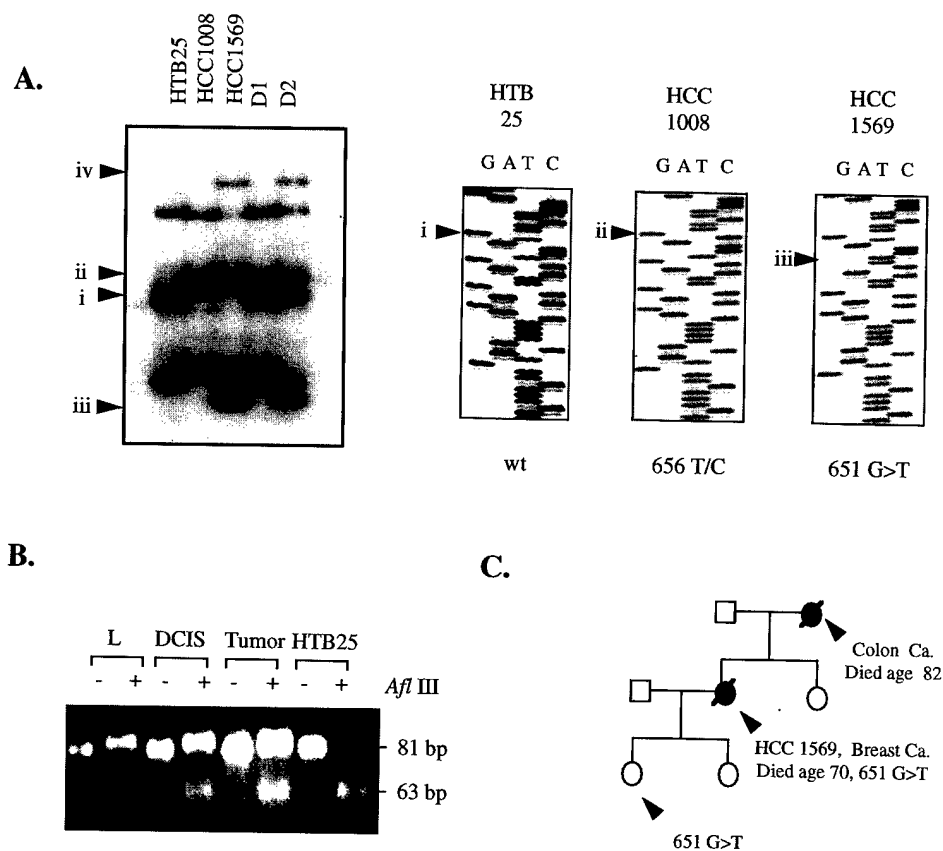 A.
HTB25
HCC1008
HCC1569
D1
D2
iv
ii
i
iii
HTB
25
G A T C
i
wt
HCC
1008
G A T C
ii
656 T/C
HCC
1569
G A T C
iii
651 G>T
B.
L DCIS Tumor HTB25
- + - + - + - + Afl III
81 bp
63 bp
C.
Colon Ca.
Died age 82
HCC 1569, Breast Ca.
Died age 70, 651 G>T
651 G>T